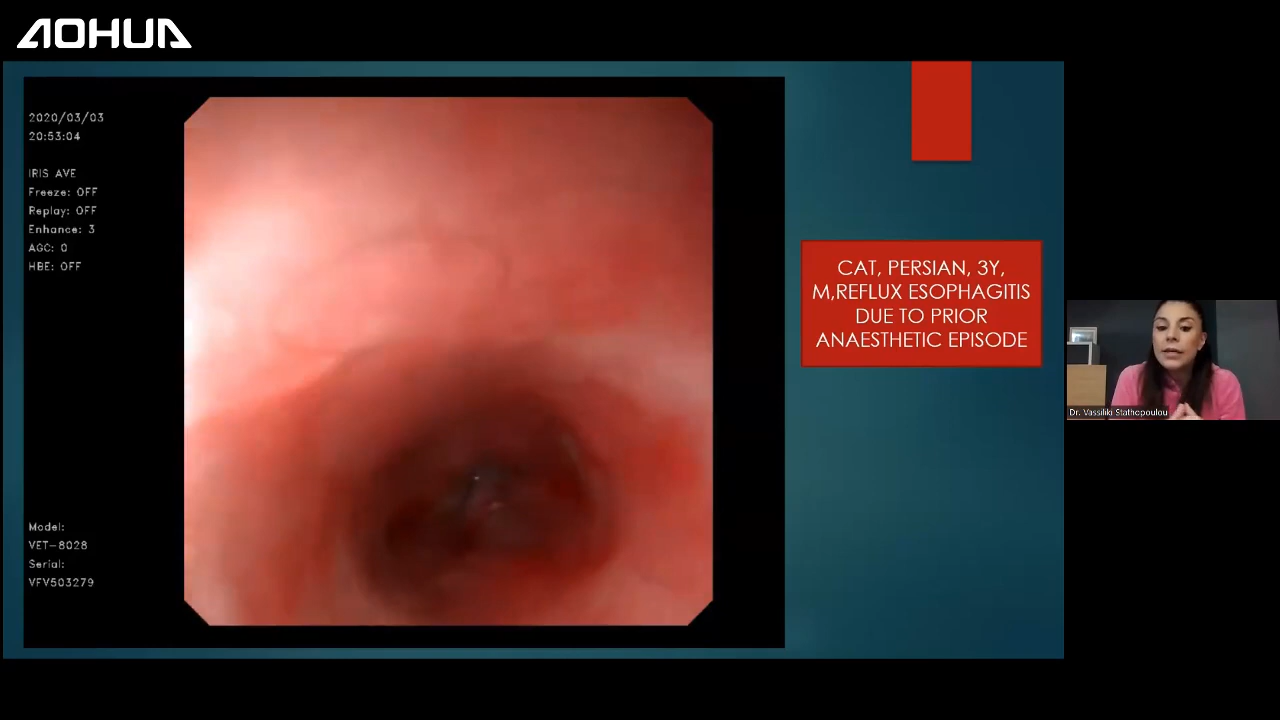 AOHUA
2020/03/03
20:53:04
IRIS AVE
Freeze: OFF
Replay: OFF
Enhance: 3
AGC: 0
HBE: OFF
Model:
VET-8028
Serial:
VFV503279
CAT, PERSIAN, 3Y,
M,REFLUX ESOPHAGITIS
DUE TO PRIOR
ANAESTHETIC EPISODE
Dr. Vassiliki Stathopoulou